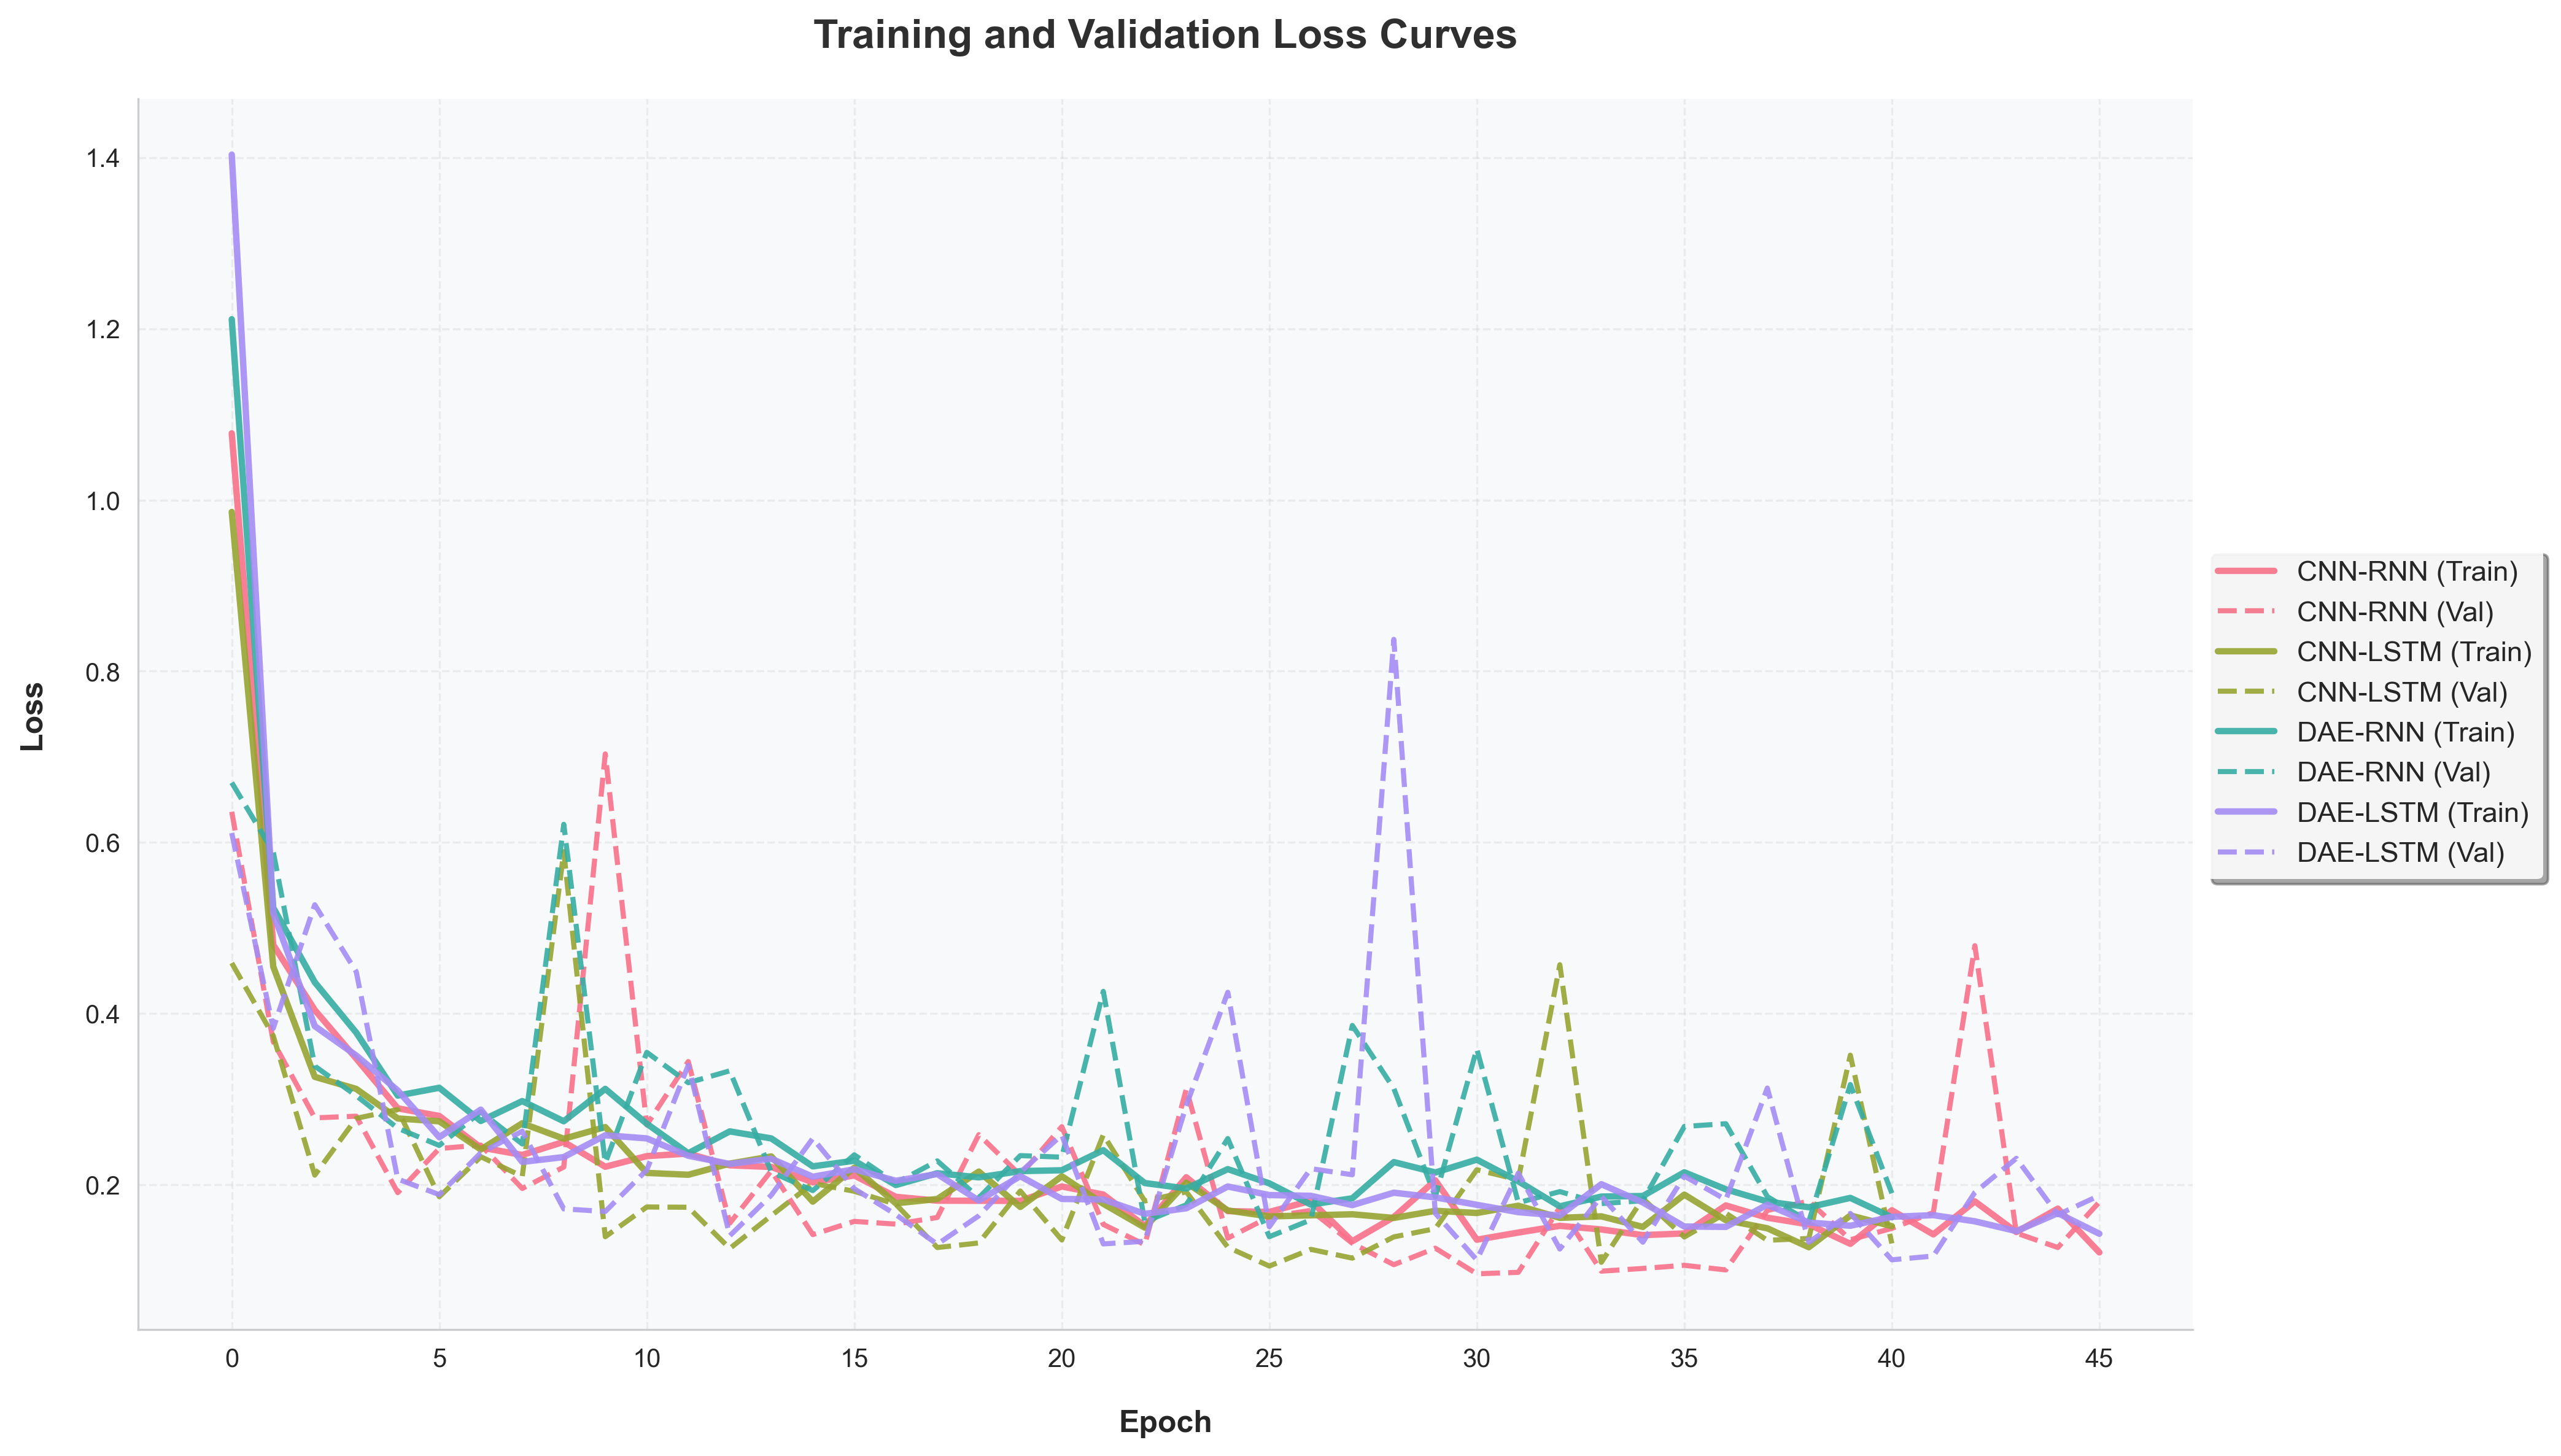 Training and Validation Loss Curves
1.4
1.2
1.0
0.8
0.6
0.4
0.2
Loss
0 5 10 15 20 25 30 35 40 45
Epoch
CNN-RNN (Train)
CNN-RNN (Val)
CNN-LSTM (Train)
CNN-LSTM (Val)
DAE-RNN (Train)
DAE-RNN (Val)
DAE-LSTM (Train)
DAE-LSTM (Val)